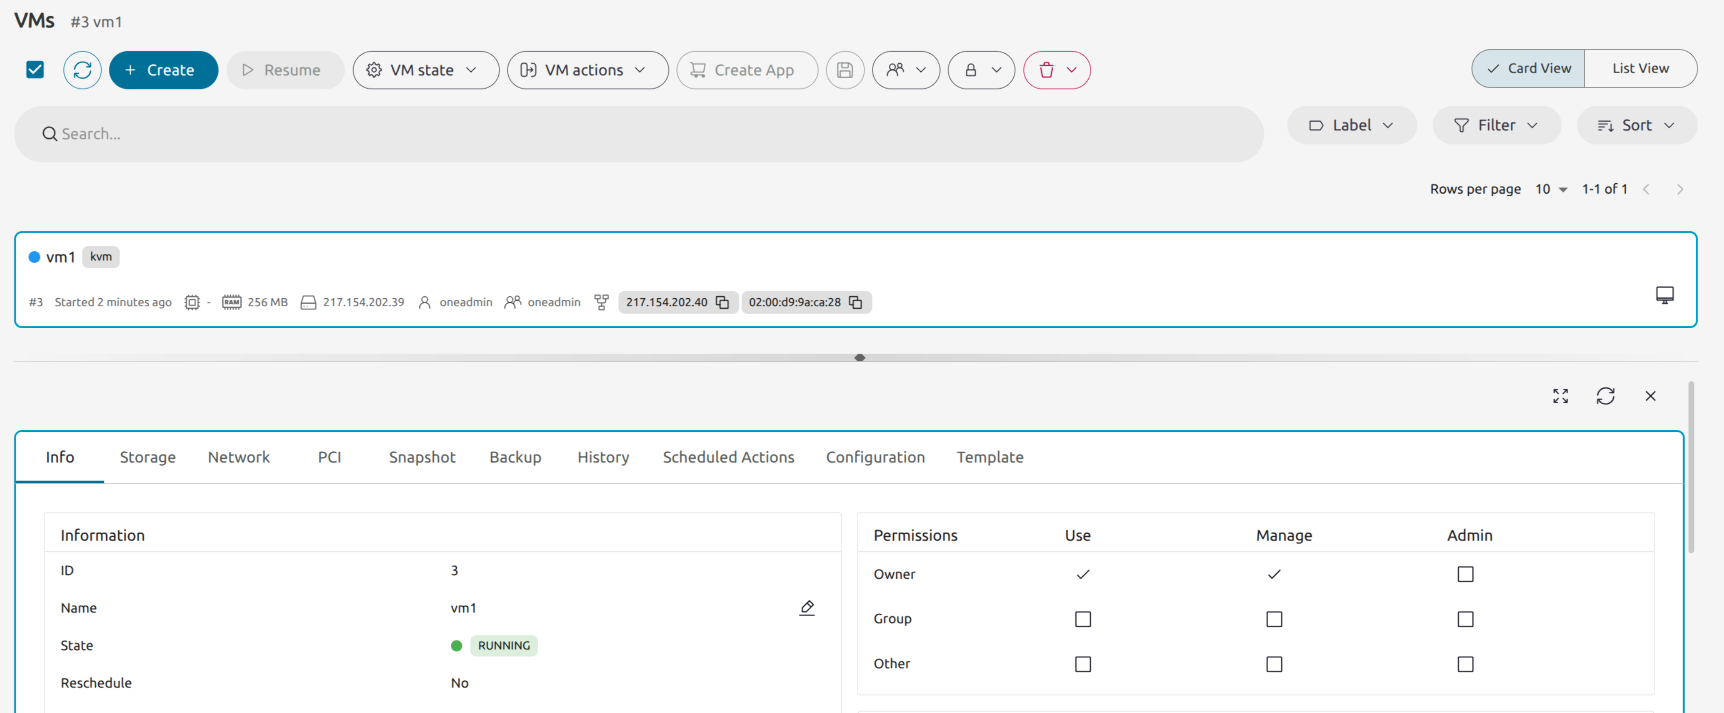 VMs #3 vm1
Create Resume VM state VM actions Create App Card View List View
Search... Label Filter Sort
Rows per page 10 1-1 of 1
vm1 kvm
#3 Started 2 minutes ago - RAM 256 MB 217.154.202.39 oneadmin oneadmin 217.154.202.40 02:00:d9:9a:ca:28
Info Storage Network PCI Snapshot Backup History Scheduled Actions Configuration Template
Information
ID 3
Name vm1
State RUNNING
Reschedule No
Permissions Use Manage Admin
Owner
Group
Other